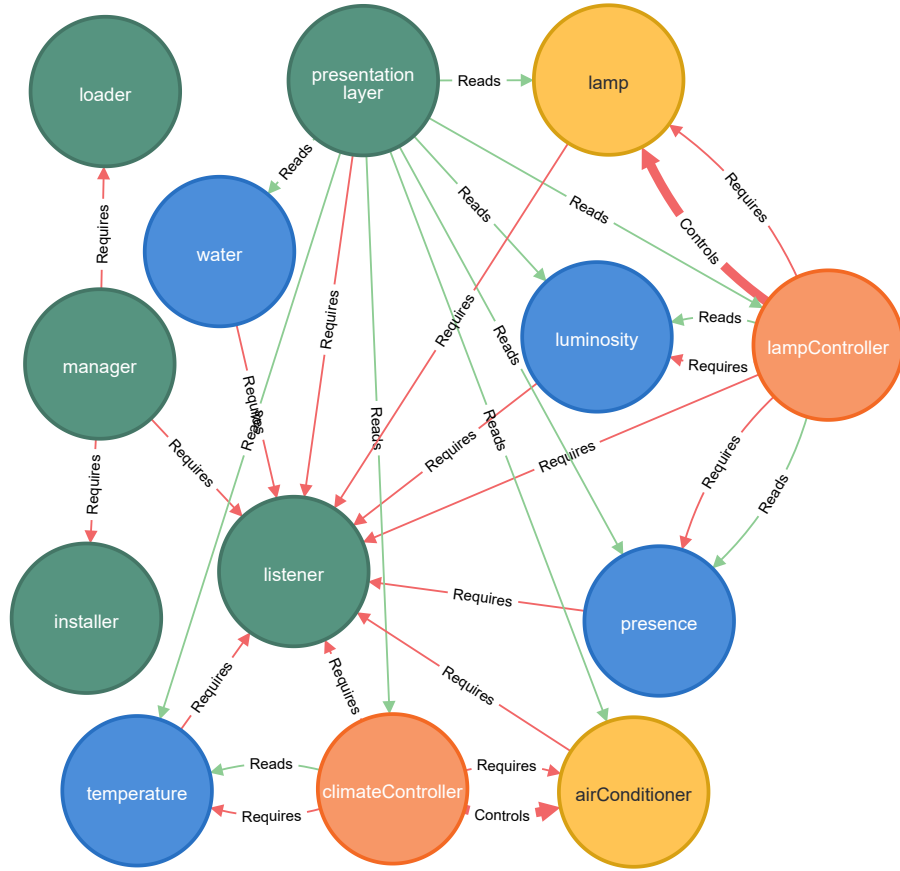 loader
presentation
layer
Reads
lamp
Reads
Requires
Reads
Reads
Controls
Requires
water
Requires
Requires
Reads
luminosity
Reads
lampController
Requires
Reads
manager
Requires
Reads
Reads
Reads
Requires
Requires
Requires
Requires
Requires
Requires
Reads
listener
installer
Requires
presence
Requires
Requires
Requires
temperature
Reads
Requires
climateController
Requires
Controls
airConditioner